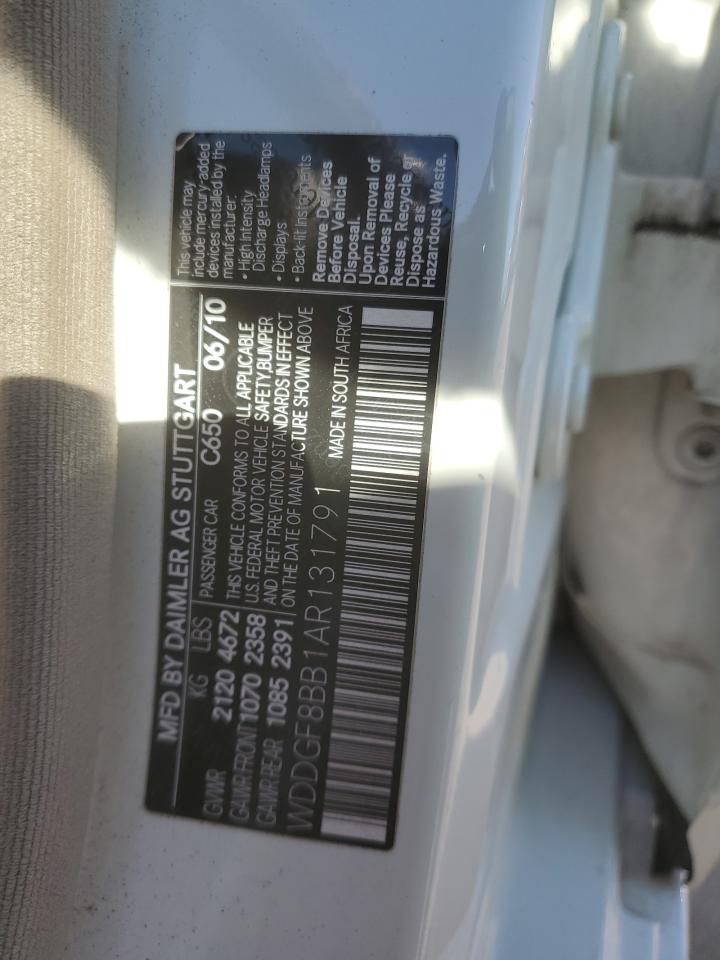 MFD BY DAIMLER AG STUTTGART
KG LBS PASSENGER CAR C650 06/10
GVWR 2120 4672
GAWR FRONT 1070 2358
GAWR REAR 1085 2391
THIS VEHICLE CONFORMS TO ALL APPLICABLE
U.S. FEDERAL MOTOR VEHICLE SAFETY,BUMPER
AND THEFT PREVENTION STANDARDS IN EFFECT
ON THE DATE OF MANUFACTURE SHOWN ABOVE
WDDGF8BB1AR131791 MADE IN SOUTH AFRICA
This vehicle may
include mercury-added
devices installed by the
manufacturer:
• High Intensity
Discharge Headlamps
• Displays
• Back-lit Instruments
Remove Devices
Before Vehicle
Disposal.
Upon Removal of
Devices Please
Reuse, Recycle or
Dispose as
Hazardous Waste.